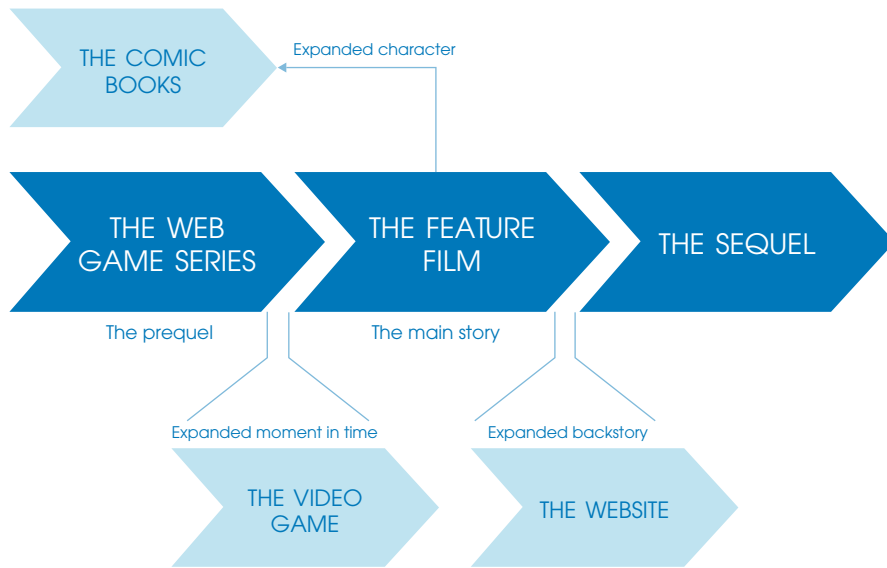 THE COMIC
BOOKS
Expanded character
THE WEB
GAME SERIES
THE FEATURE
FILM
THE SEQUEL
The prequel
The main story
Expanded moment in time
Expanded backstory
THE VIDEO
GAME
THE WEBSITE